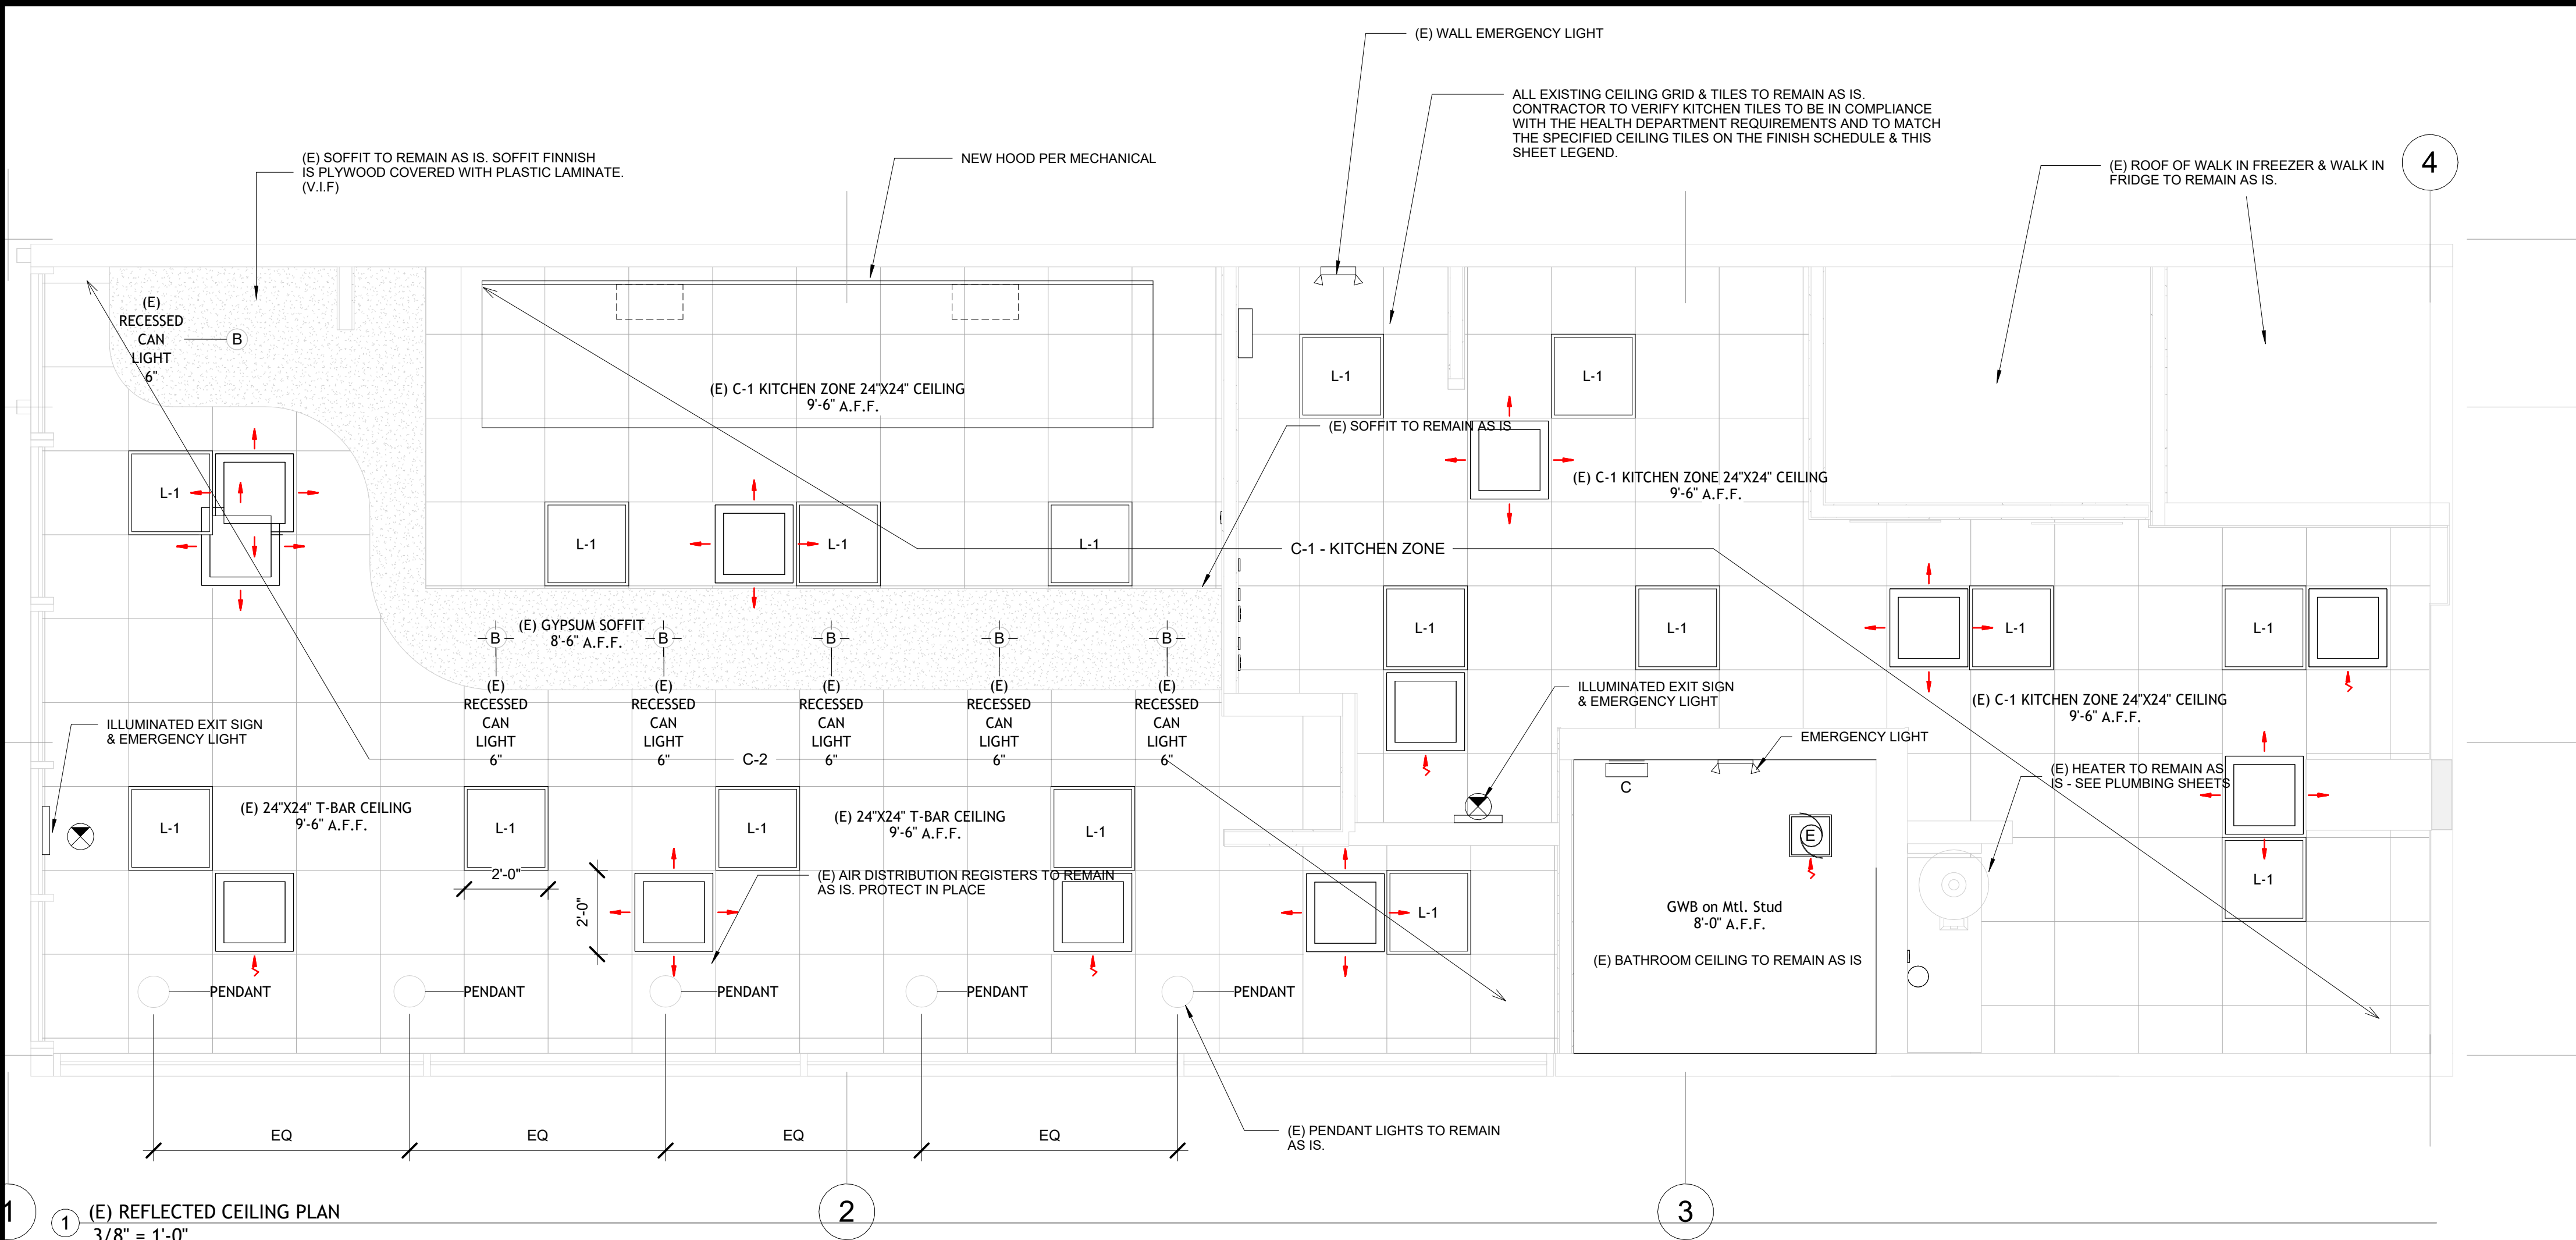 (E) WALL EMERGENCY LIGHT
ALL EXISTING CEILING GRID & TILES TO REMAIN AS IS.
CONTRACTOR TO VERIFY KITCHEN TILES TO BE IN COMPLIANCE
WITH THE HEALTH DEPARTMENT REQUIREMENTS AND TO MATCH
THE SPECIFIED CEILING TILES ON THE FINISH SCHEDULE & THIS
SHEET LEGEND.
(E) SOFFIT TO REMAIN AS IS. SOFFIT FINNISH
IS PLYWOOD COVERED WITH PLASTIC LAMINATE.
(V.I.F)
NEW HOOD PER MECHANICAL
(E) ROOF OF WALK IN FREEZER & WALK IN
FRIDGE TO REMAIN AS IS.
4
(E)
RECESSED
CAN
LIGHT
6"
B
(E) C-1 KITCHEN ZONE 24"X24" CEILING
9'-6" A.F.F.
L-1
L-1
(E) SOFFIT TO REMAIN AS IS
(E) C-1 KITCHEN ZONE 24"X24" CEILING
9'-6" A.F.F.
L-1
L-1
L-1
L-1
C-1 - KITCHEN ZONE
(E) GYPSUM SOFFIT
8'-6" A.F.F.
B
B
B
B
B
L-1
L-1
L-1
L-1
(E)
RECESSED
CAN
LIGHT
6"
(E)
RECESSED
CAN
LIGHT
6"
(E)
RECESSED
CAN
LIGHT
6"
(E)
RECESSED
CAN
LIGHT
6"
(E)
RECESSED
CAN
LIGHT
6"
ILLUMINATED EXIT SIGN
& EMERGENCY LIGHT
(E) C-1 KITCHEN ZONE 24"X24" CEILING
9'-6" A.F.F.
ILLUMINATED EXIT SIGN
& EMERGENCY LIGHT
EMERGENCY LIGHT
C-2
(E) HEATER TO REMAIN AS
IS - SEE PLUMBING SHEETS
C
(E) 24"X24" T-BAR CEILING
9'-6" A.F.F.
(E) 24"X24" T-BAR CEILING
9'-6" A.F.F.
L-1
L-1
L-1
L-1
E
2'-0"
2'-0"
(E) AIR DISTRIBUTION REGISTERS TO REMAIN
AS IS. PROTECT IN PLACE
L-1
L-1
GWB on Mtl. Stud
8'-0" A.F.F.
(E) BATHROOM CEILING TO REMAIN AS IS
PENDANT
PENDANT
PENDANT
PENDANT
PENDANT
EQ
EQ
EQ
EQ
(E) PENDANT LIGHTS TO REMAIN
AS IS.
1
2
3
1
(E) REFLECTED CEILING PLAN
3/8" = 1'-0"